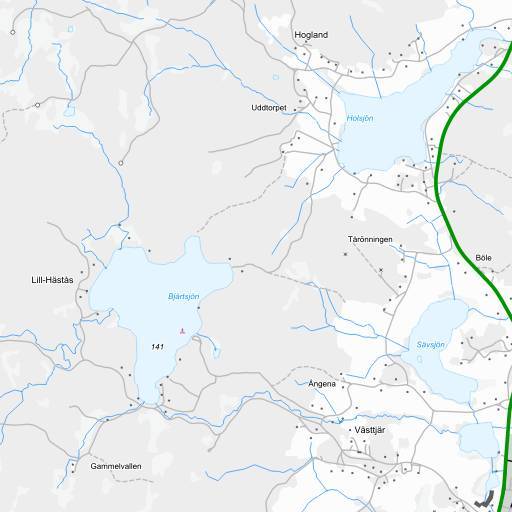 Hogland
Uddtorpet
Holsjön
Tärönningen
Böle
Lill-Hästås
Bjärtsjön
141
Sävsjön
Ängena
Västtjär
Gammelvallen